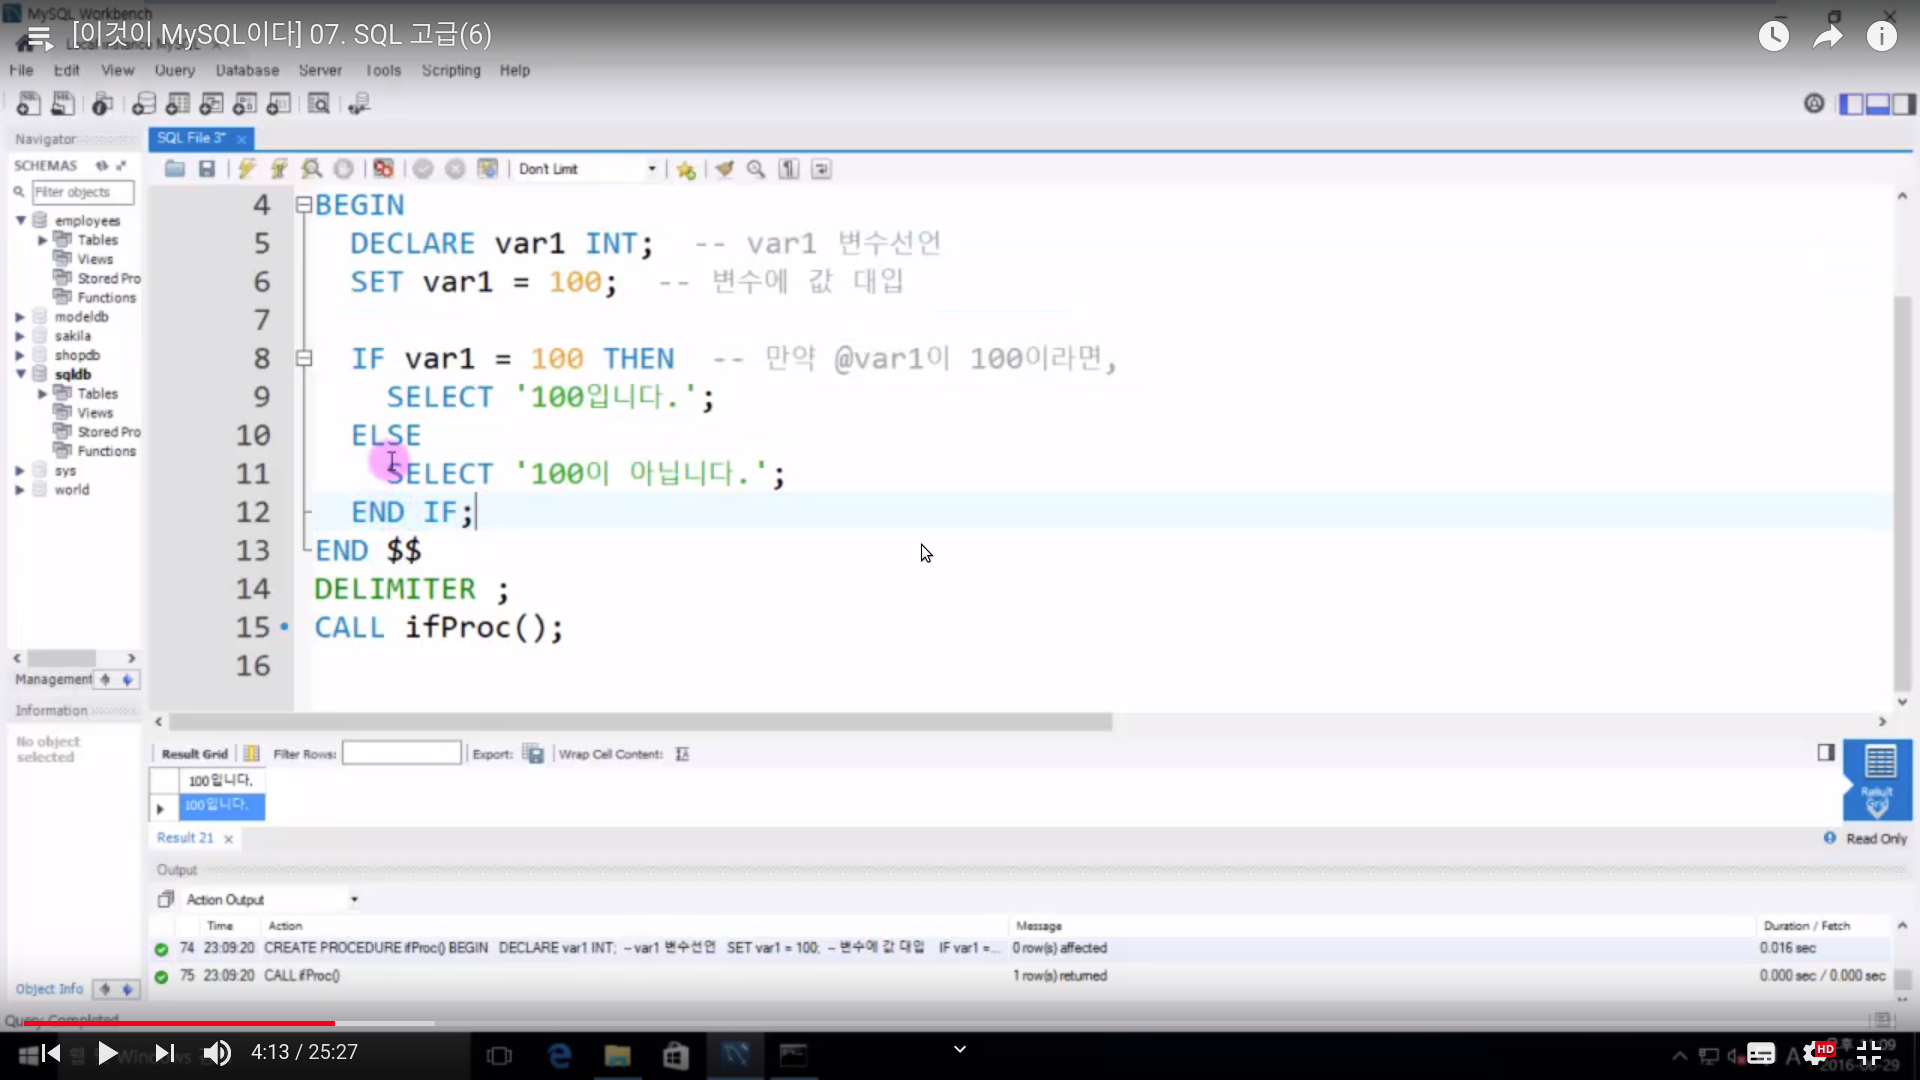 MySQL Workbench
[이것이 MySQL이다] 07. SQL 고급(6)
File Edit View Query Database Server Tools Scripting Help
Navigator
SQL File 3*
SCHEMAS
Don't Limit
Filter objects
employees
Tables
Views
Stored Pro
Functions
modeldb
sakila
shopdb
sqldb
Tables
Views
Stored Pro
Functions
sys
world
Management
Information
No object
selected
4 BEGIN
5 DECLARE var1 INT; -- var1 변수선언
6 SET var1 = 100; -- 변수에 값 대입
7
8 IF var1 = 100 THEN -- 만약 @var1이 100이라면,
9 SELECT '100입니다.';
10 ELSE
11 SELECT '100이 아닙니다.';
12 END IF;
13 END $$
14 DELIMITER ;
15 CALL ifProc();
16
Result Grid Filter Rows: Export: Wrap Cell Content:
100입니다.
100입니다.
Result Grid
Result 21
Read Only
Output
Action Output
Time Action Message Duration / Fetch
74 23:09:20 CREATE PROCEDURE ifProc() BEGIN DECLARE var1 INT; -- var1 변수선언 SET var1 = 100; -- 변수에 값 대입 IF var1 =... 0 row(s) affected 0.016 sec
75 23:09:20 CALL ifProc() 1 row(s) returned 0.000 sec / 0.000 sec
Object Info
Query Completed
4:13 / 25:27
HD